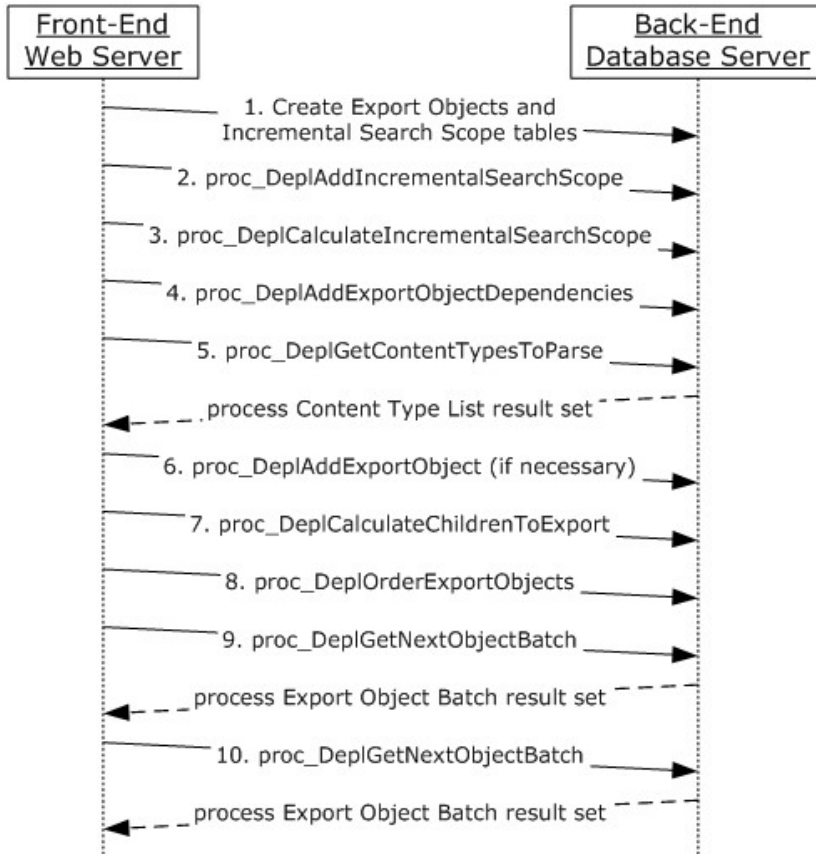 Front-End
Web Server
Back-End
Database Server
1. Create Export Objects and
Incremental Search Scope tables
2. proc_DeplAddIncrementalSearchScope
3. proc_DeplCalculateIncrementalSearchScope
4. proc_DeplAddExportObjectDependencies
5. proc_DeplGetContentTypesToParse
process Content Type List result set
6. proc_DeplAddExportObject (if necessary)
7. proc_DeplCalculateChildrenToExport
8. proc_DeplOrderExportObjects
9. proc_DeplGetNextObjectBatch
process Export Object Batch result set
10. proc_DeplGetNextObjectBatch
process Export Object Batch result set